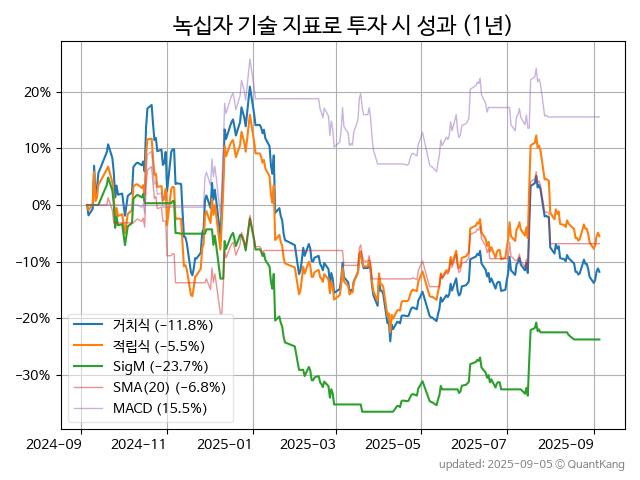 녹십자 기술 지표로 투자 시 성과 (1년)
20%
10%
0%
−10%
−20%
−30%
거치식 (−11.8%)
적립식 (−5.5%)
SigM (−23.7%)
SMA(20) (−6.8%)
MACD (15.5%)
2024-09 2024-11 2025-01 2025-03 2025-05 2025-07 2025-09
updated: 2025-09-05 © QuantKang